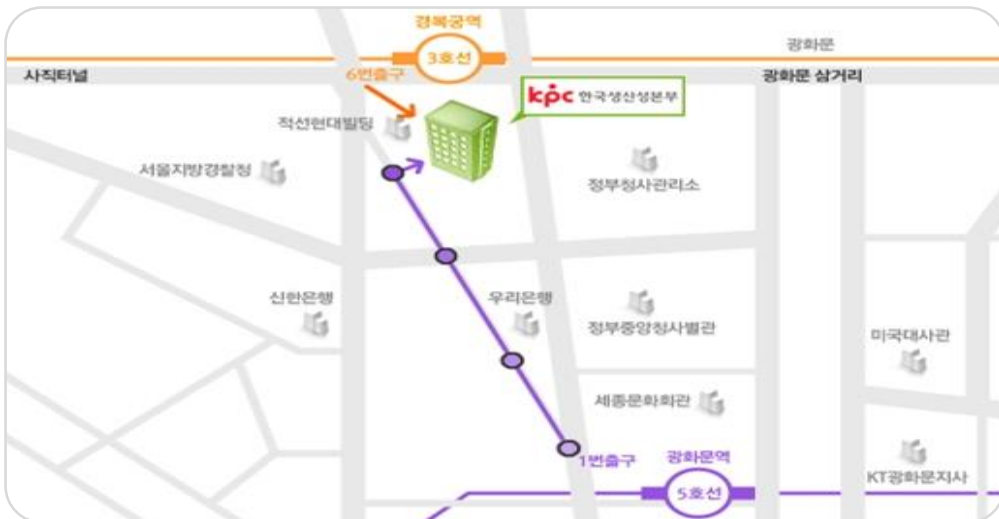 경복궁역
3호선
광화문
사직터널
6번출구
광화문 삼거리
kpc 한국생산성본부
적선현대빌딩
서울지방경찰청
정부청사관리소
신한은행
우리은행
정부중앙청사별관
미국대사관
세종문화회관
1번출구
광화문역
5호선
KT광화문지사